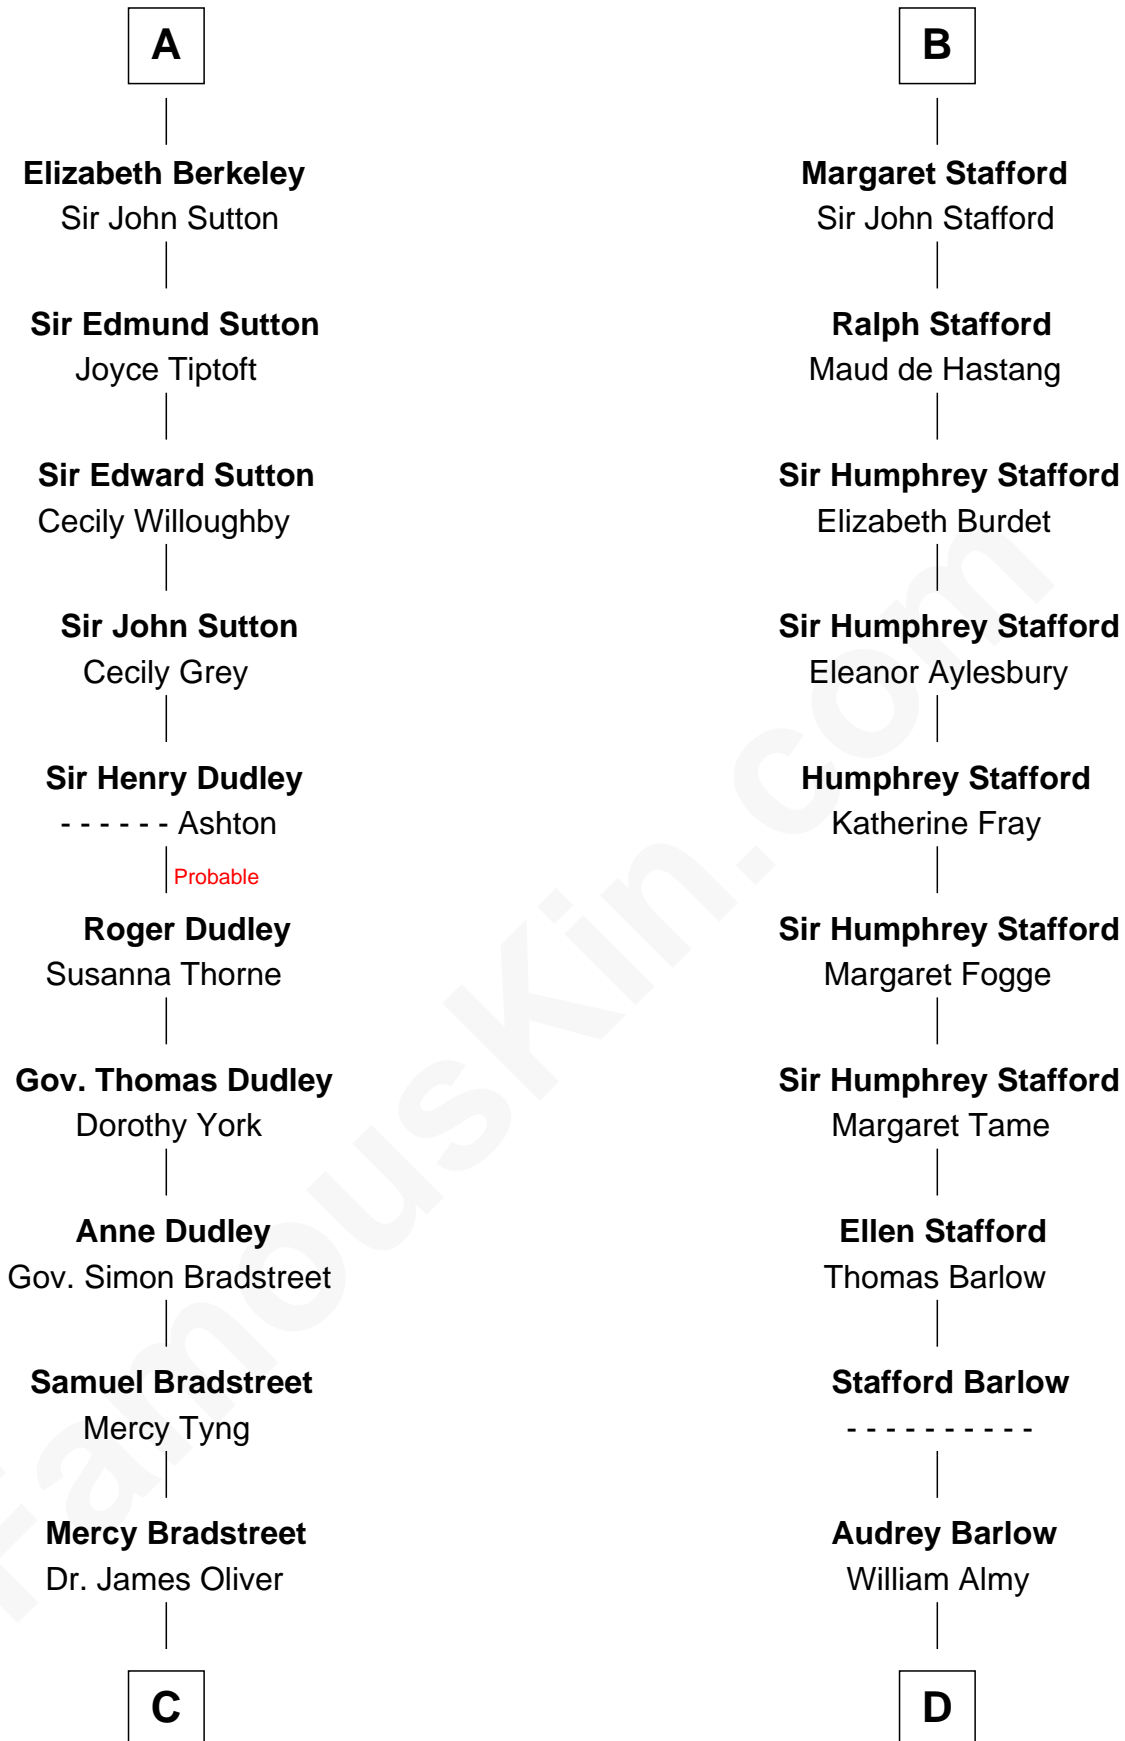 A
Elizabeth Berkeley
Sir John Sutton
Sir Edmund Sutton
Joyce Tiptoft
Sir Edward Sutton
Cecily Willoughby
Sir John Sutton
Cecily Grey
Sir Henry Dudley
- - - - - - Ashton
Probable
Roger Dudley
Susanna Thorne
Gov. Thomas Dudley
Dorothy York
Anne Dudley
Gov. Simon Bradstreet
Samuel Bradstreet
Mercy Tyng
Mercy Bradstreet
Dr. James Oliver
C
B
Margaret Stafford
Sir John Stafford
Ralph Stafford
Maud de Hastang
Sir Humphrey Stafford
Elizabeth Burdet
Sir Humphrey Stafford
Eleanor Aylesbury
Humphrey Stafford
Katherine Fray
Sir Humphrey Stafford
Margaret Fogge
Sir Humphrey Stafford
Margaret Tame
Ellen Stafford
Thomas Barlow
Stafford Barlow
- - - - - - - - - -
Audrey Barlow
William Almy
D
FamousKin.com